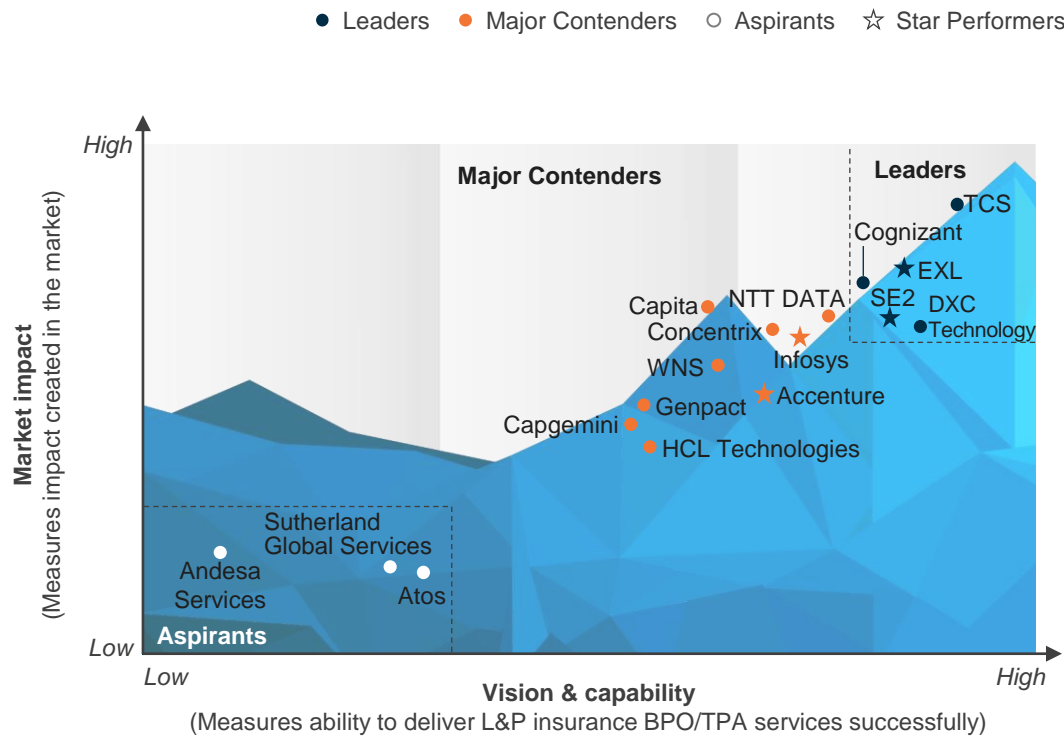 Leaders
Major Contenders
Aspirants
Star Performers
High
Major Contenders
Leaders
TCS
Cognizant
EXL
SE2
DXC
Technology
NTT DATA
Capita
Concentrix
Infosys
WNS
Accenture
Genpact
Capgemini
HCL Technologies
Sutherland
Global Services
Andesa
Services
Atos
Aspirants
Low
Market impact
(Measures impact created in the market)
Low
High
Vision & capability
(Measures ability to deliver L&P insurance BPO/TPA services successfully)